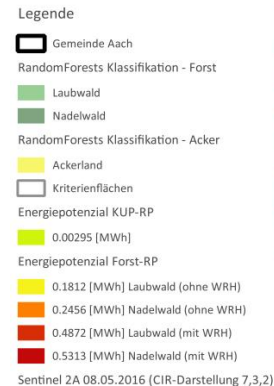 Legende
Gemeinde Aach
RandomForests Klassifikation - Forst
Laubwald
Nadelwald
RandomForests Klassifikation - Acker
Ackerland
Kriterienflächen
Energiepotenzial KUP-RP
0.00295 [MWh]
Energiepotenzial Forst-RP
0.1812 [MWh] Laubwald (ohne WRH)
0.2456 [MWh] Nadelwald (ohne WRH)
0.4872 [MWh] Laubwald (mit WRH)
0.5313 [MWh] Nadelwald (mit WRH)
Sentinel 2A 08.05.2016 (CIR-Darstellung 7,3,2)